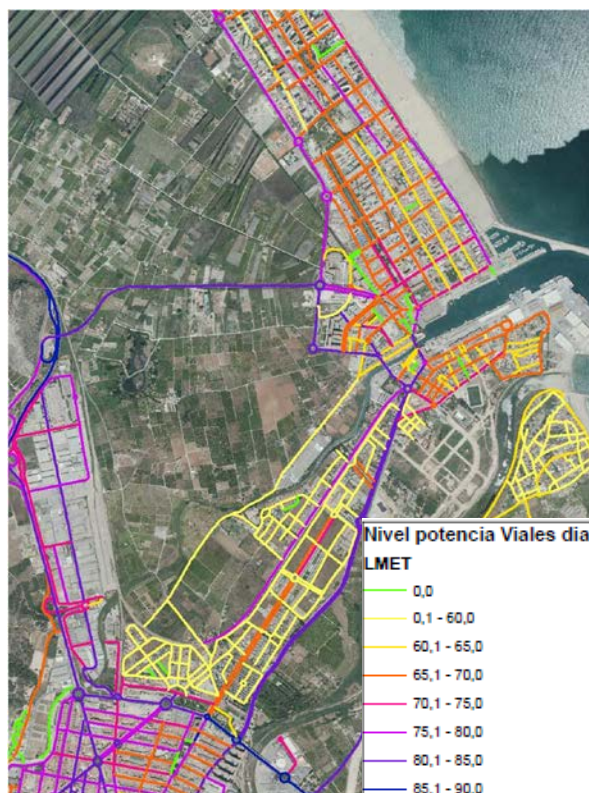 Nivel potencia Viales dia
LMET
0,0
0,1 - 60,0
60,1 - 65,0
65,1 - 70,0
70,1 - 75,0
75,1 - 80,0
80,1 - 85,0
85,1 - 90,0